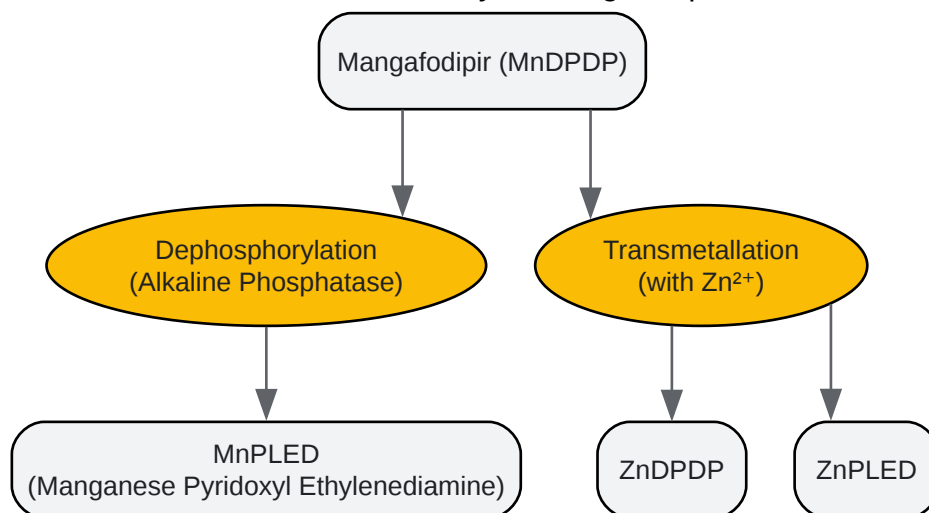 Mangafodipir (MnDPDP)
Dephosphorylation
(Alkaline Phosphatase)
Transmetallation
(with Zn²⁺)
MnPLED
(Manganese Pyridoxyl Ethylenediamine)
ZnDPDP
ZnPLED